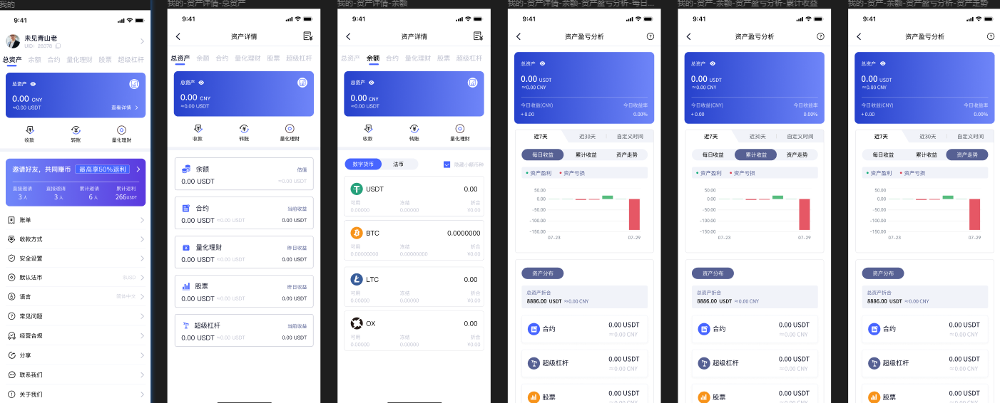 我的
9:41
未见青山老
UID: 28378
总资产 余额 合约 量化理财 股票 超级杠杆
总资产
0.00 CNY
≈0.00 USDT
查看详情
收款 转账 量化理财
邀请好友，共同赚币 最高享50%返利
直接邀请 直接邀请 累计邀请 累计返利
3人 3人 6人 266USDT
账单
收款方式
安全设置
默认法币 $USD
语言 简体中文
常见问题
经营合规
分享
联系我们
关于我们
我的-资产详情-总资产
9:41
资产详情
总资产 余额 合约 量化理财 股票 超级杠杆
总资产
0.00 CNY
≈0.00 USDT
收款 转账 量化理财
余额 估值
0.00 USDT ≈0.00 USDT
合约 当前收益
0.00 USDT ≈0.00 USDT 0.00 USDT
量化理财 昨日收益
0.00 USDT ≈0.00 USDT 0.00 USDT
股票 昨日收益
0.00 USDT ≈0.00 USDT 0.00 USDT
超级杠杆 当前收益
0.00 USDT ≈0.00 USDT 0.00 USDT
我的-资产详情-余额
9:41
资产详情
总资产 余额 合约 量化理财 股票 超级杠杆
总资产
0.00 CNY
≈0.00 USDT
收款 转账 量化理财
数字货币 法币 隐藏小额币种
USDT 0.00
可用 冻结 折合
0.00000 0.00000 ¥0.00
BTC 0.0000000
可用 冻结 折合
0.00000000 0.00000000 ¥0.00
LTC 0.00
可用 冻结 折合
0.00000 0.00000 ¥0.00
OX 0.00
可用 冻结 折合
0.00000 0.00000 ¥0.00
我的-资产详情-余额-资产盈亏分析-每日...
9:41
资产盈亏分析
总资产
0.00 USDT
≈0.00 CNY
今日收益(CNY) 今日收益率
+ 0.00 0.00%
近7天 近30天 自定义时间
每日收益 累计收益 资产走势
资产盈利 资产亏损
50.00
0.00
-50.00
-100.00
-150.00
07-23 07-29
资产分布
总资产折合
8886.00 USDT ≈0.00 CNY
合约 0.00 USDT
≈0.00 CNY
超级杠杆 0.00 USDT
≈0.00 CNY
股票 0.00 USDT
≈0.00 CNY
我的-资产-余额-资产盈亏分析-累计收益
9:41
资产盈亏分析
总资产
0.00 USDT
≈0.00 CNY
今日收益(CNY) 今日收益率
+ 0.00 0.00%
近7天 近30天 自定义时间
每日收益 累计收益 资产走势
资产盈利 资产亏损
50.00
0.00
-50.00
-100.00
-150.00
07-23 07-29
资产分布
总资产折合
8886.00 USDT ≈0.00 CNY
合约 0.00 USDT
≈0.00 CNY
超级杠杆 0.00 USDT
≈0.00 CNY
股票 0.00 USDT
≈0.00 CNY
我的-资产-余额-资产盈亏分析-资产走势
9:41
资产盈亏分析
总资产
0.00 USDT
≈0.00 CNY
今日收益(CNY) 今日收益率
+ 0.00 0.00%
近7天 近30天 自定义时间
每日收益 累计收益 资产走势
资产盈利 资产亏损
50.00
0.00
-50.00
-100.00
-150.00
07-23 07-29
资产分布
总资产折合
8886.00 USDT ≈0.00 CNY
合约 0.00 USDT
≈0.00 CNY
超级杠杆 0.00 USDT
≈0.00 CNY
股票 0.00 USDT
≈0.00 CNY